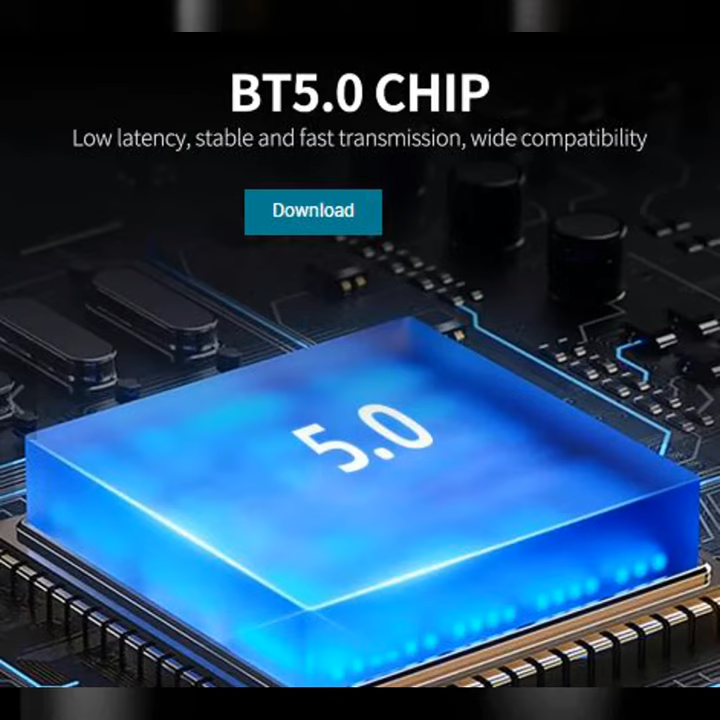 BT5.0 CHIP
Low latency, stable and fast transmission, wide compatibility
Download
5.0